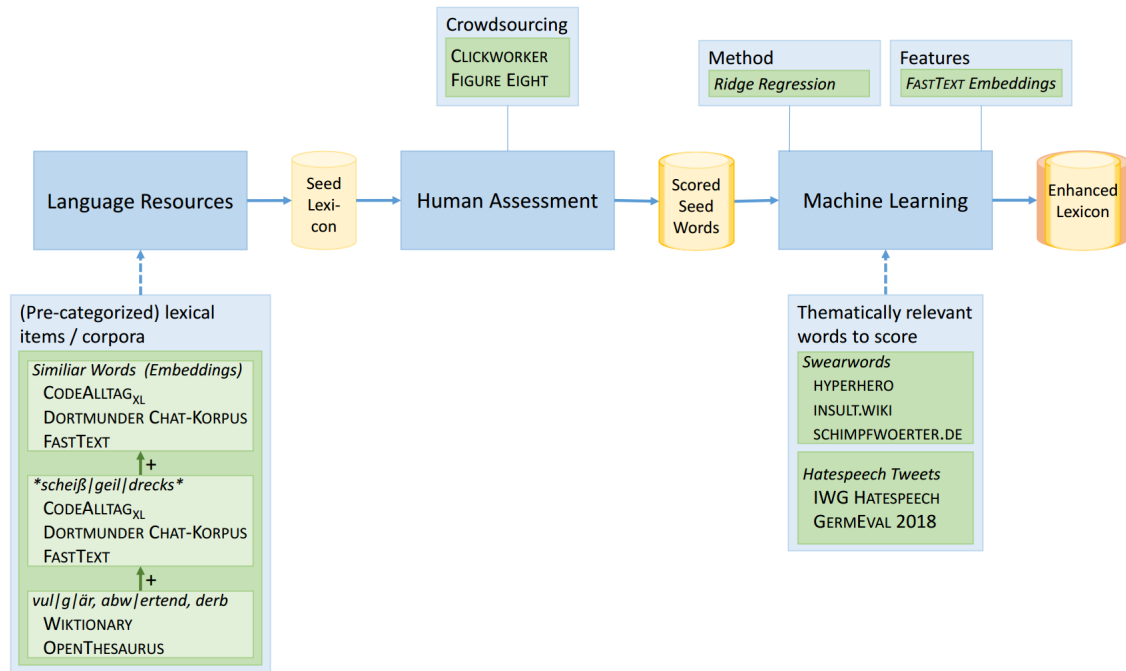 Crowdsourcing
CLICKWORKER
FIGURE EIGHT
Method
Ridge Regression
Features
FASTTEXT Embeddings
Language Resources
Seed
Lexi-
con
Human Assessment
Scored
Seed
Words
Machine Learning
Enhanced
Lexicon
(Pre-categorized) lexical
items / corpora
Similiar Words (Embeddings)
CODEALLTAGXL
DORTMUNDER CHAT-KORPUS
FASTTEXT
+
*scheiß|geil|drecks*
CODEALLTAGXL
DORTMUNDER CHAT-KORPUS
FASTTEXT
+
vul|g|är, abw|ertend, derb
WIKTIONARY
OPENTHESAURUS
Thematically relevant
words to score
Swearwords
HYPERHERO
INSULT.WIKI
SCHIMPFWOERTER.DE
Hatespeech Tweets
IWG HATESPEECH
GERMEVAL 2018